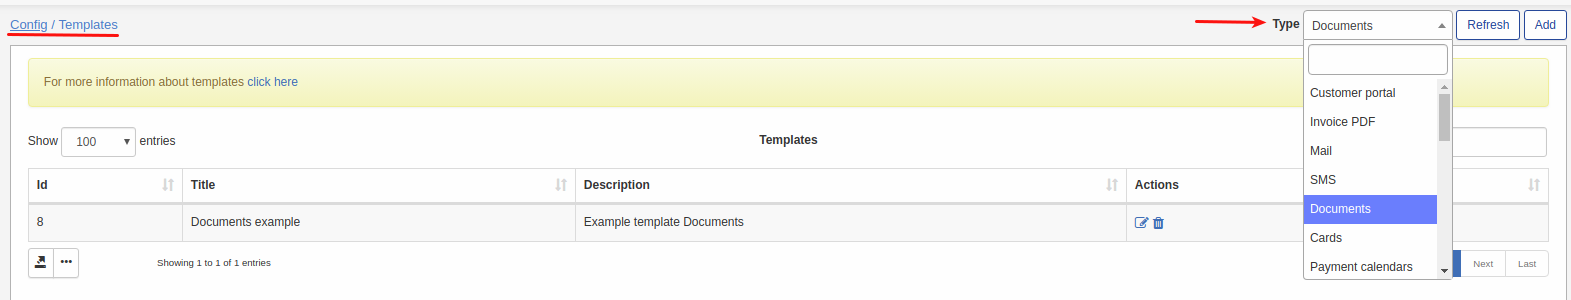 Config / Templates
Type Documents Refresh Add
For more information about templates click here
Customer portal
Invoice PDF
Mail
SMS
Documents
Cards
Payment calendars
Show 100 entries
Templates
Id Title Description Actions
8 Documents example Example template Documents
Showing 1 to 1 of 1 entries
Next Last